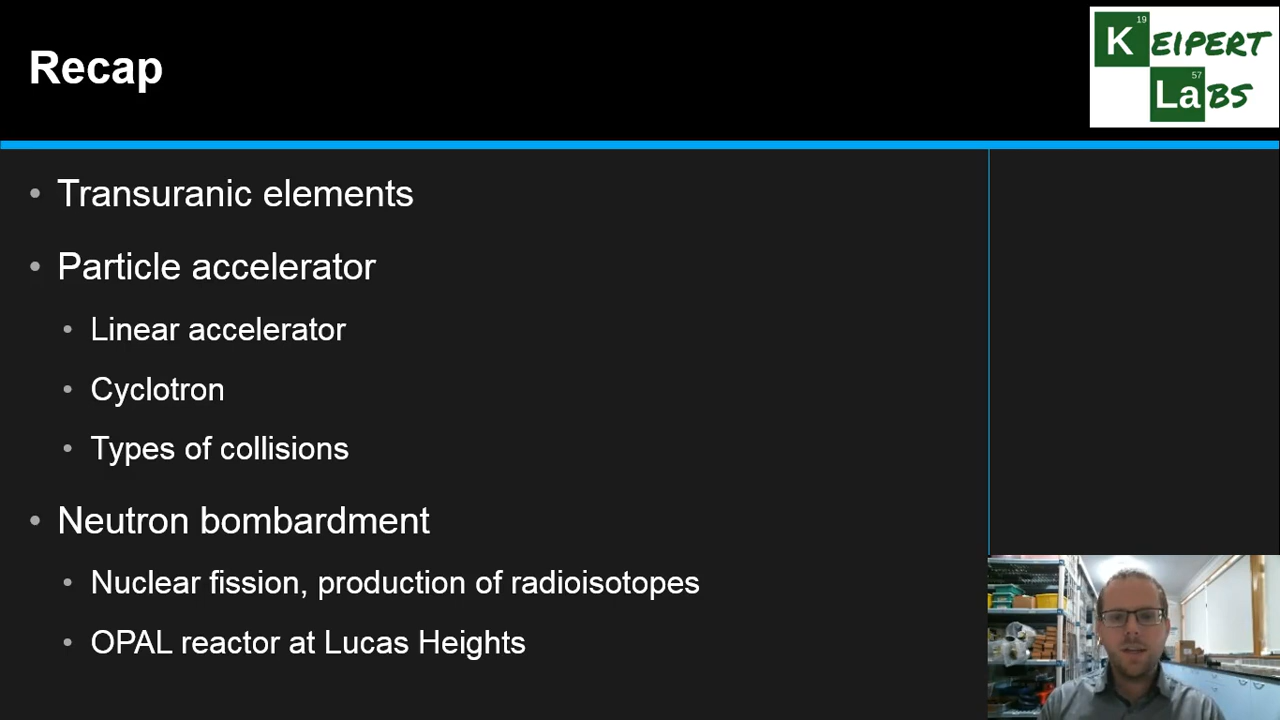 Recap
19
K EIPERT
57
La BS
• Transuranic elements
• Particle accelerator
• Linear accelerator
• Cyclotron
• Types of collisions
• Neutron bombardment
• Nuclear fission, production of radioisotopes
• OPAL reactor at Lucas Heights